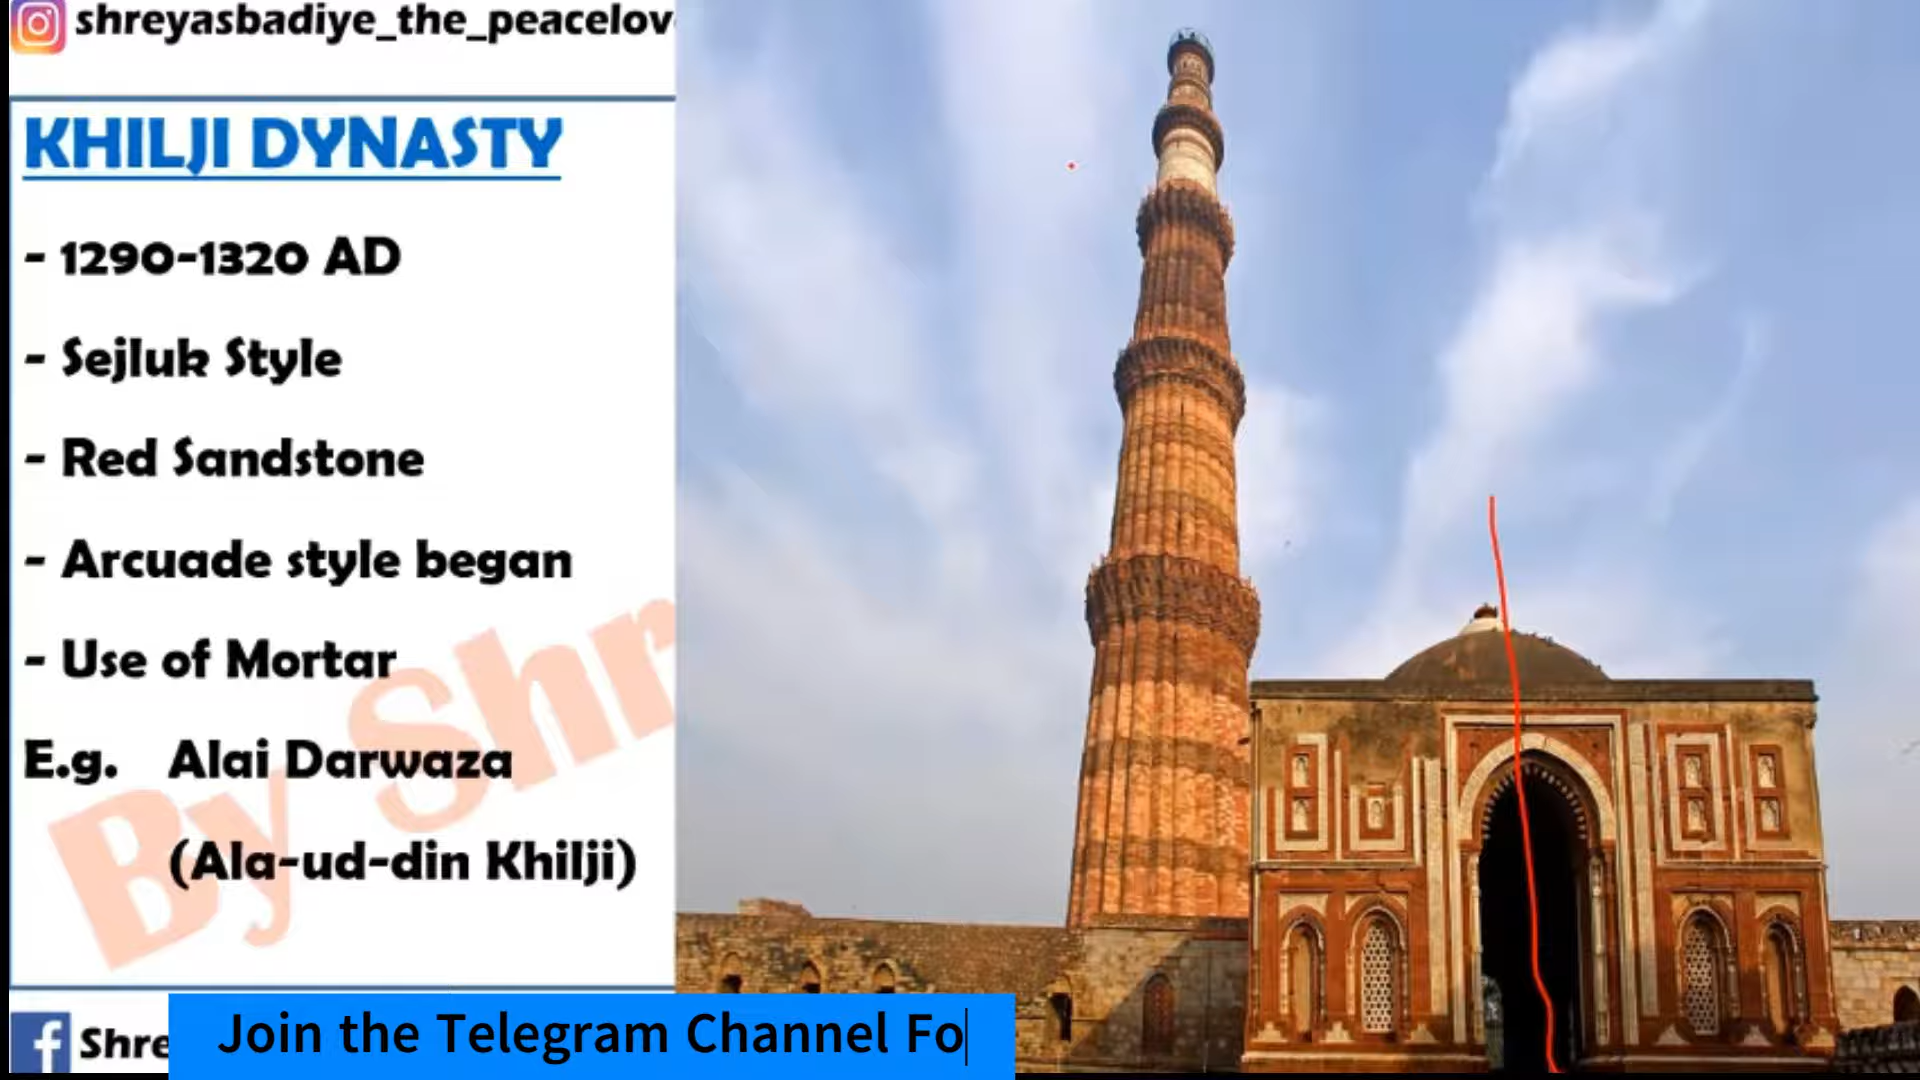 shreyasbadiye_the_peacelov
KHILJI DYNASTY
- 1290-1320 AD
- Sejluk Style
- Red Sandstone
- Arcuade style began
- Use of Mortar
E.g. Alai Darwaza
(Ala-ud-din Khilji)
By Shr
Shre
Join the Telegram Channel Fo